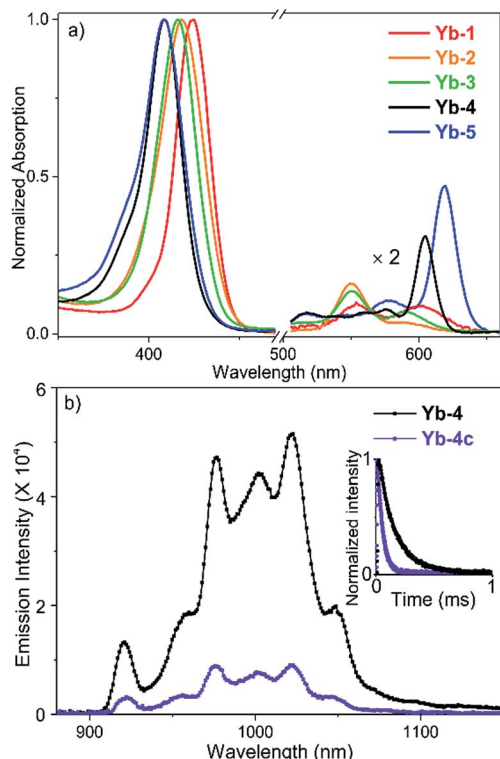 a)
Yb-1
Yb-2
Yb-3
Yb-4
Yb-5
× 2
1.0
0.5
0.0
Normalized Absorption
400 500 600
Wavelength (nm)
b)
Yb-4
Yb-4c
6
4
2
0
Emission Intensity (X 10⁴)
1
0
Normalized intensity
0 1
Time (ms)
900 1000 1100
Wavelength (nm)